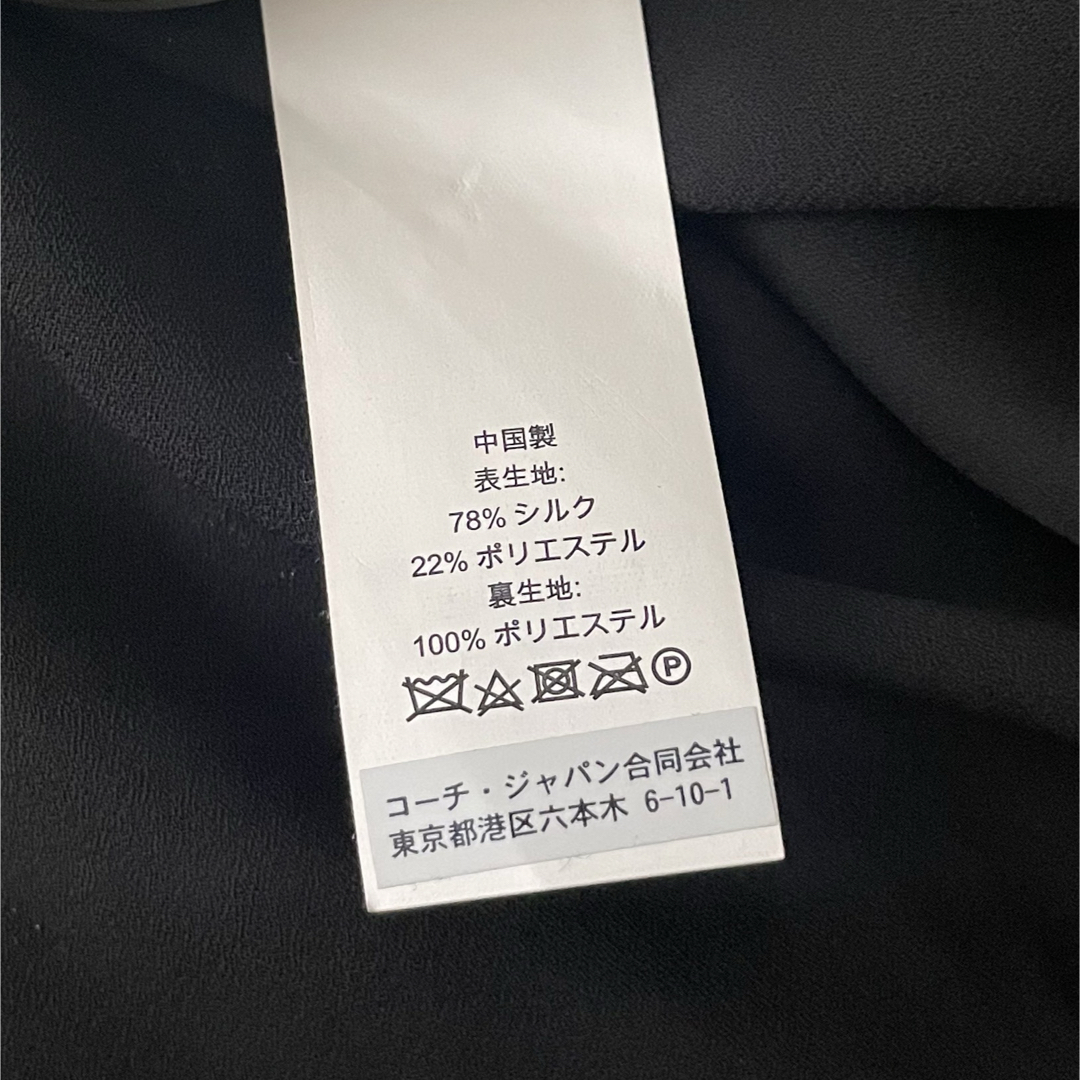 中国製
表生地:
78% シルク
22% ポリエステル
裏生地:
100% ポリエステル
P
コーチ・ジャパン合同会社
東京都港区六本木 6-10-1